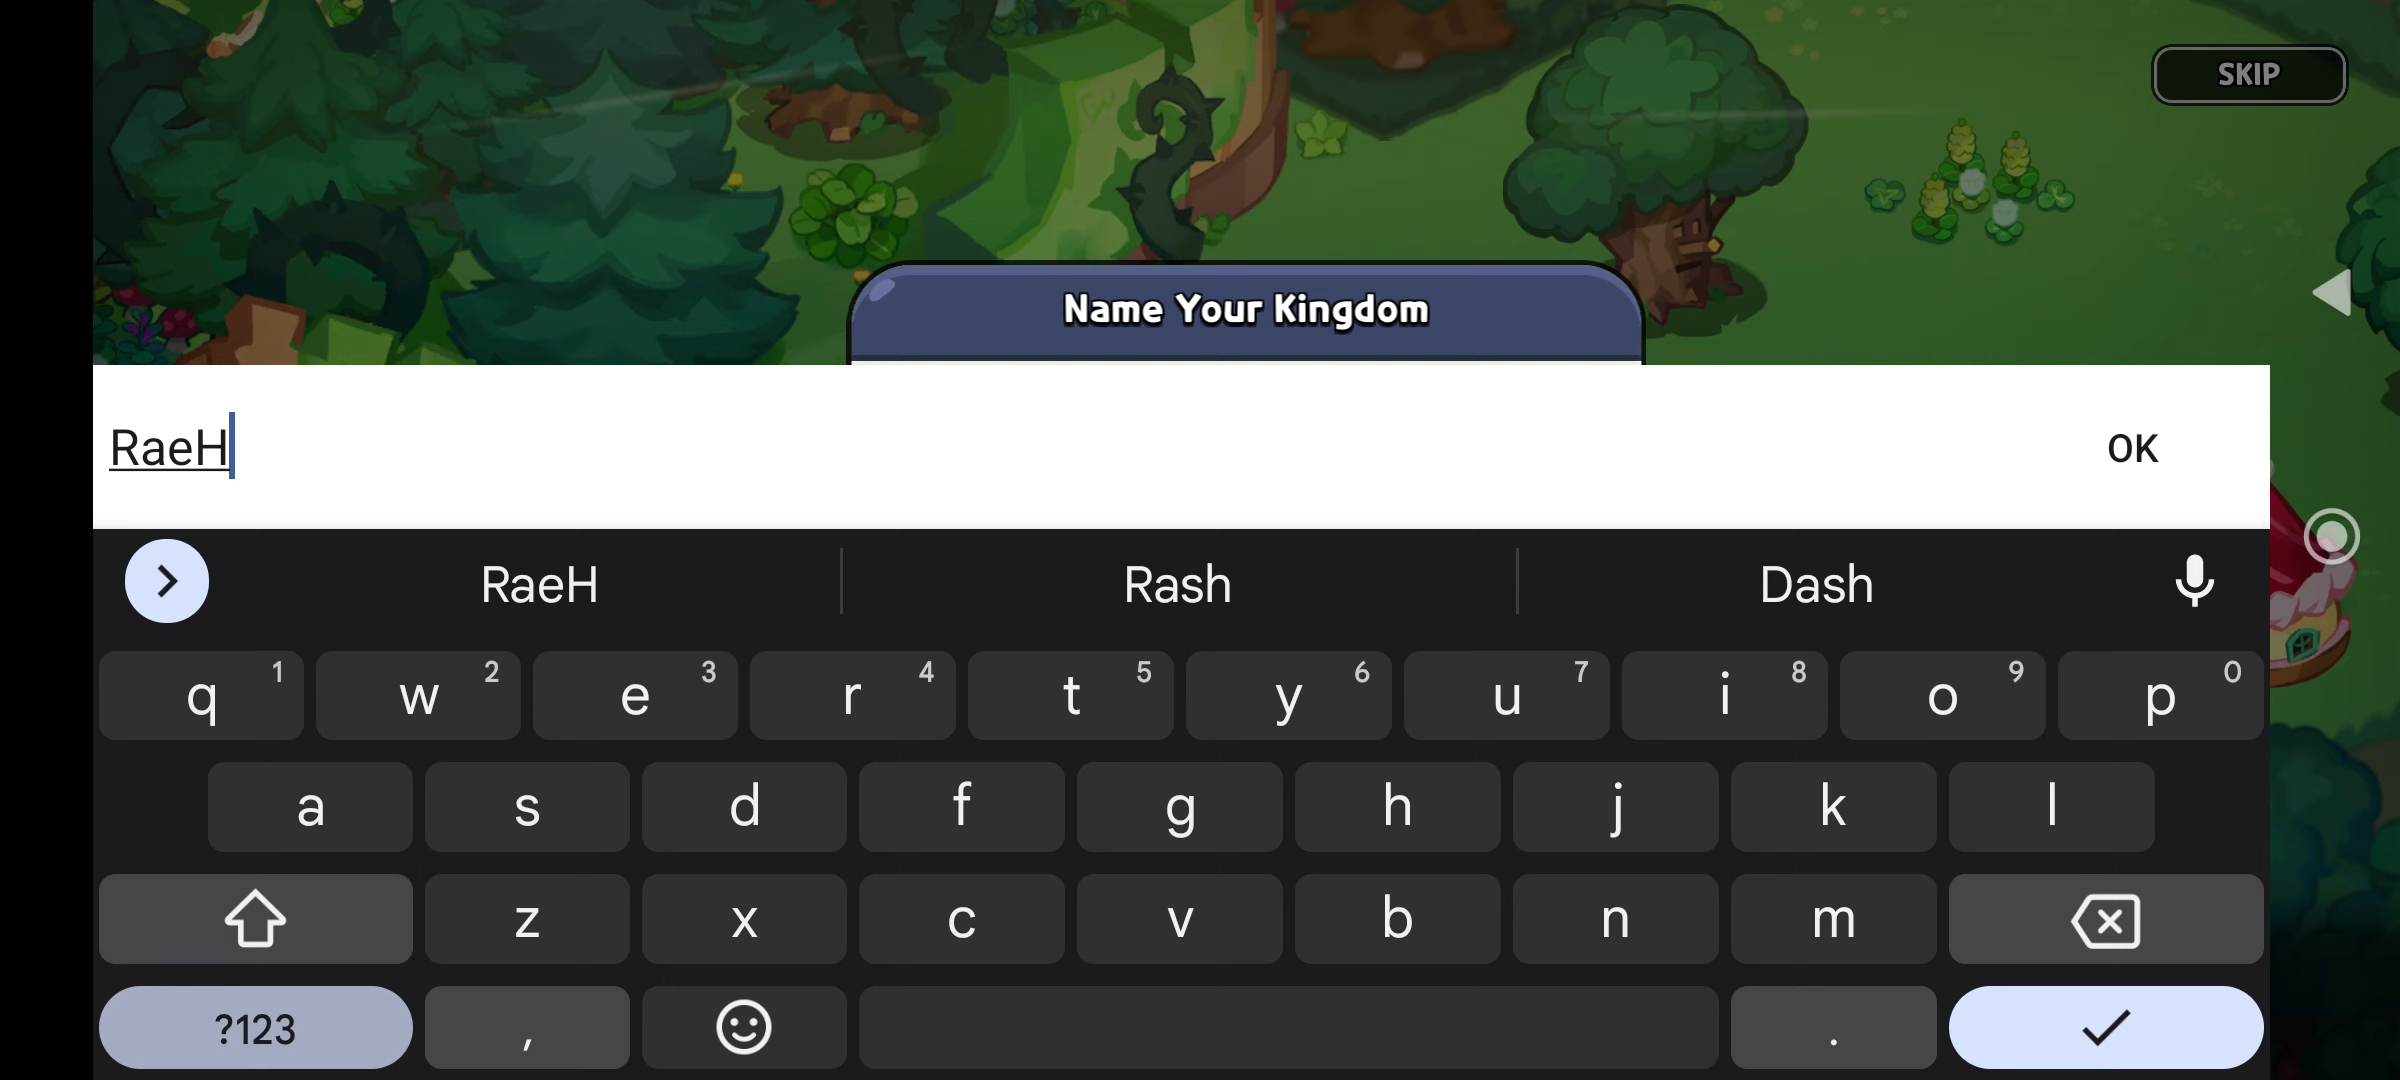 SKIP
Name Your Kingdom
RaeH
OK
RaeH Rash Dash
q 1 w 2 e 3 r 4 t 5 y 6 u 7 i 8 o 9 p 0
a s d f g h j k l
z x c v b n m
?123 , .